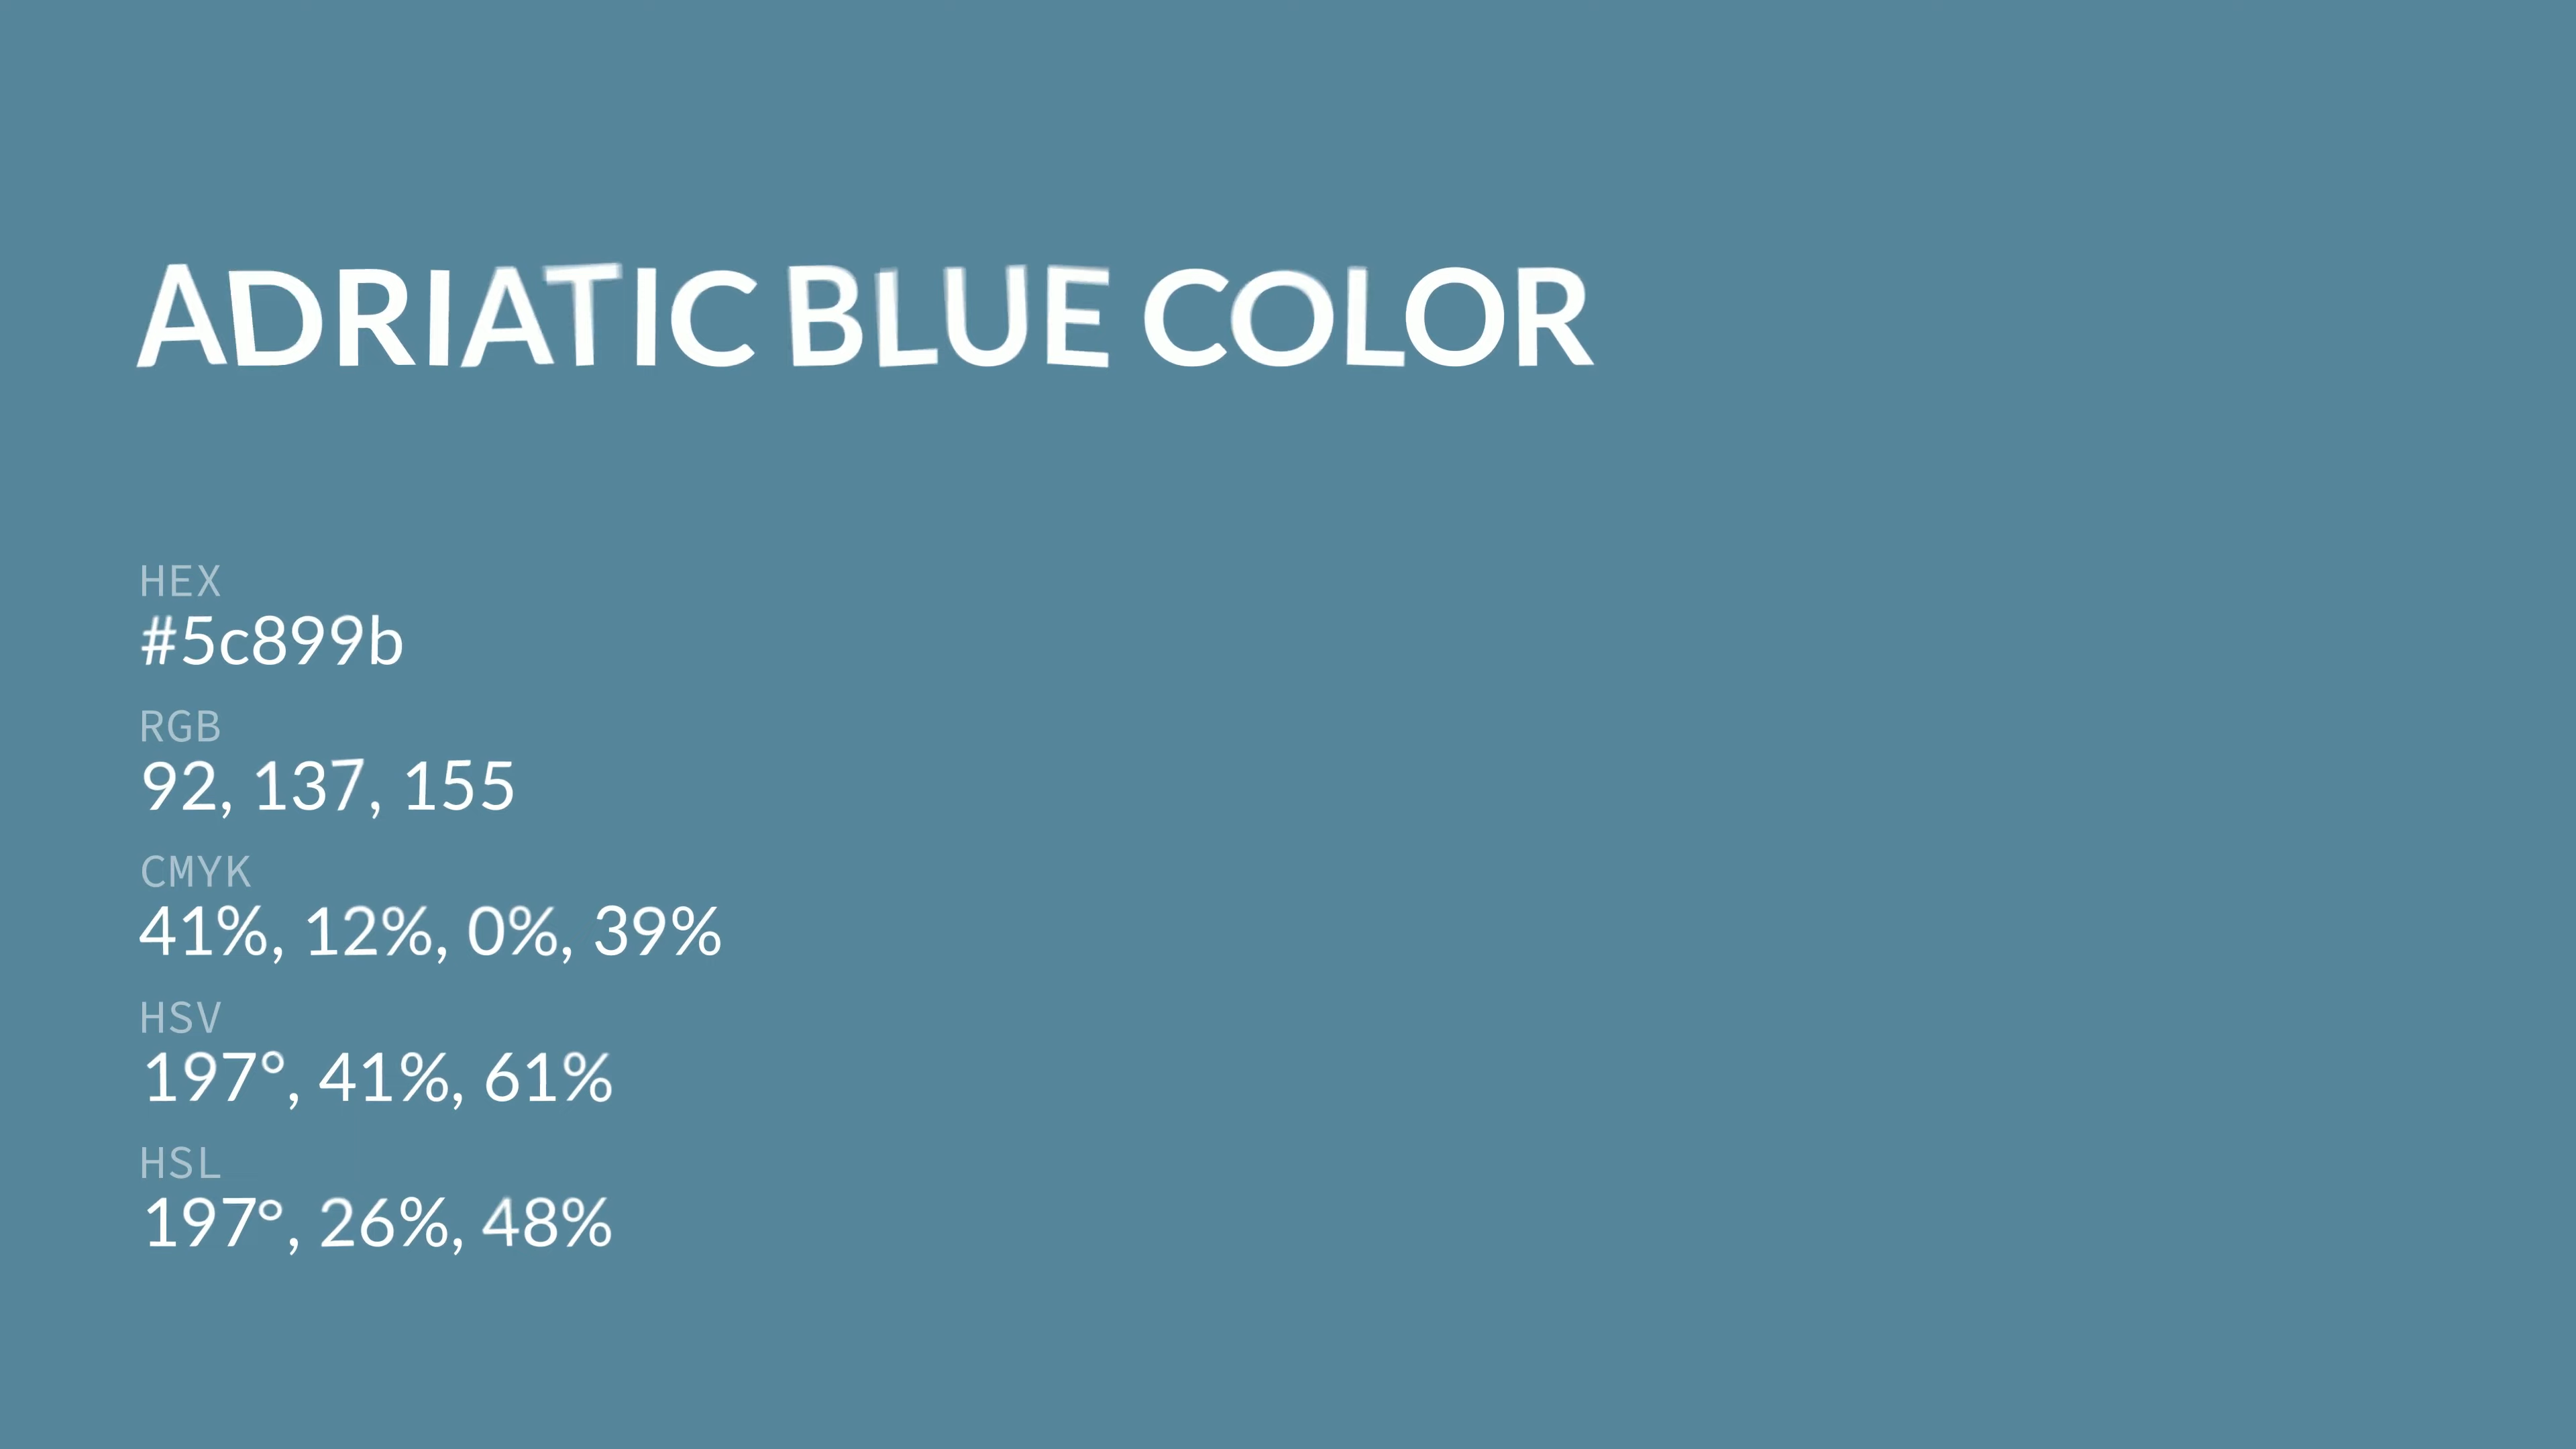 ADRIATIC BLUE COLOR
HEX
#5c899b
RGB
92, 137, 155
CMYK
41%, 12%, 0%, 39%
HSV
197°, 41%, 61%
HSL
197°, 26%, 48%